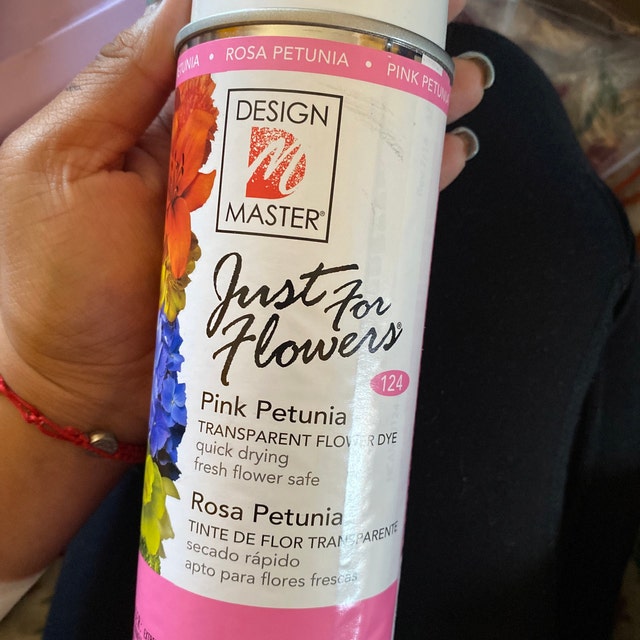 ROSA PETUNIA • PINK
DESIGN
M
MASTER®
Just For
Flowers®
124
Pink Petunia
TRANSPARENT FLOWER DYE
quick drying
fresh flower safe
Rosa Petunia
TINTE DE FLOR TRANSPARENTE
secado rápido
apto para flores frescas